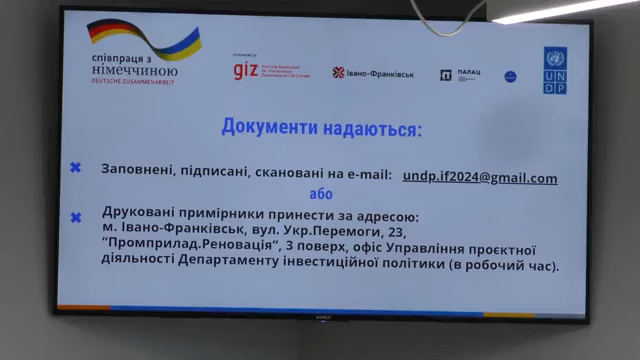 співпраця з
німеччиною
DEUTSCHE ZUSAMMENARBEIT
giz
Івано-Франківськ
ПАЛАЦ
UN
DP
Документи надаються:
Заповнені, підписані, скановані на e-mail: undp.if2024@gmail.com
або
Друковані примірники принести за адресою:
м. Івано-Франківськ, вул. Укр.Перемоги, 23,
“Промприлад.Реновація”, 3 поверх, офіс Управління проєктної
діяльності Департаменту інвестиційної політики (в робочий час).